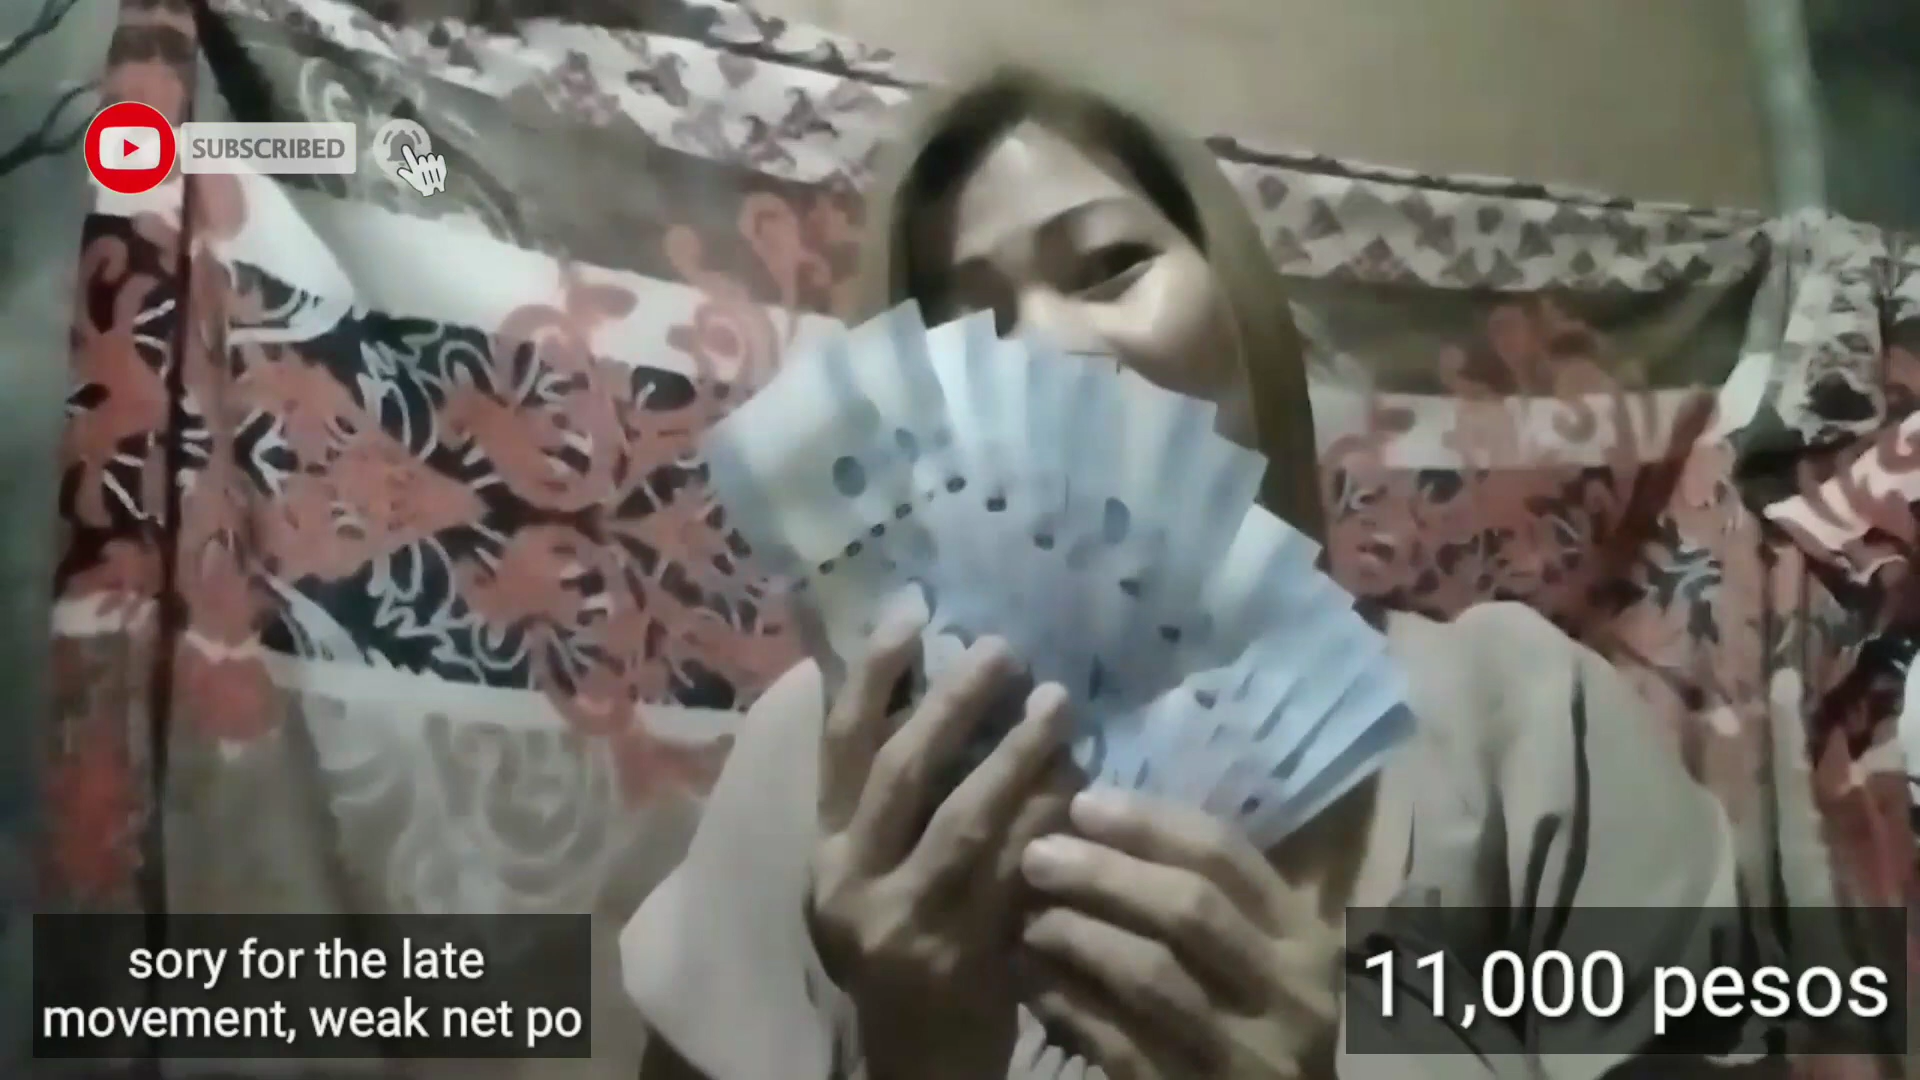 SUBSCRIBED
sory for the late
movement, weak net po
11,000 pesos